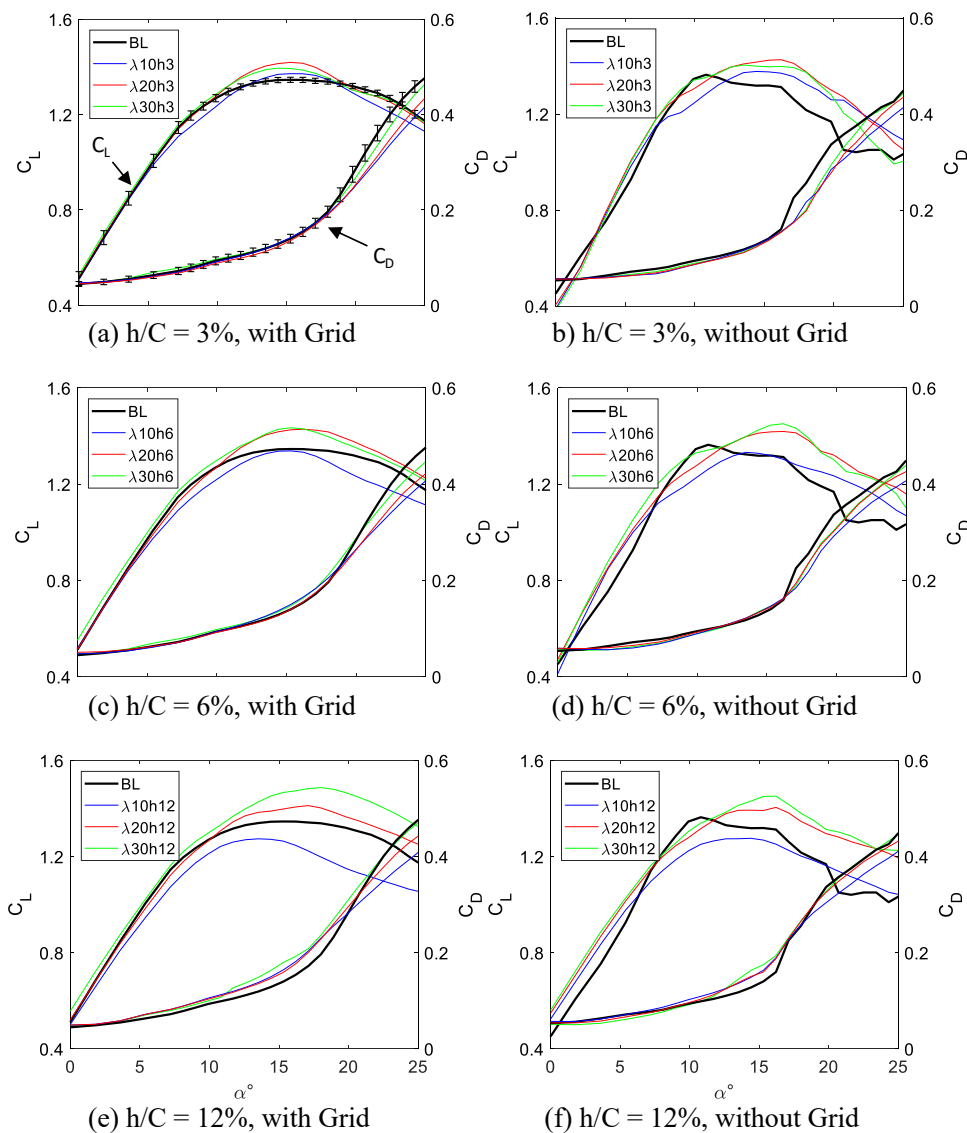 1.6
0.6
1.6
0.6
BL
λ10h3
λ20h3
λ30h3
BL
λ10h3
λ20h3
λ30h3
1.2
0.4
1.2
0.4
C_L
C_L
C_D
C_L
C_D
0.8
0.2
0.8
0.2
C_D
0.4
0
0.4
0
(a) h/C = 3%, with Grid
b) h/C = 3%, without Grid
1.6
0.6
1.6
0.6
BL
λ10h6
λ20h6
λ30h6
BL
λ10h6
λ20h6
λ30h6
1.2
0.4
1.2
0.4
C_L
C_D
C_L
C_D
0.8
0.2
0.8
0.2
0.4
0
0.4
0
(c) h/C = 6%, with Grid
(d) h/C = 6%, without Grid
1.6
0.6
1.6
0.6
BL
λ10h12
λ20h12
λ30h12
BL
λ10h12
λ20h12
λ30h12
1.2
0.4
1.2
0.4
C_L
C_D
C_L
C_D
0.8
0.2
0.8
0.2
0.4
0
0.4
0
0 5 10 15 20 25
0 5 10 15 20 25
α°
α°
(e) h/C = 12%, with Grid
(f) h/C = 12%, without Grid